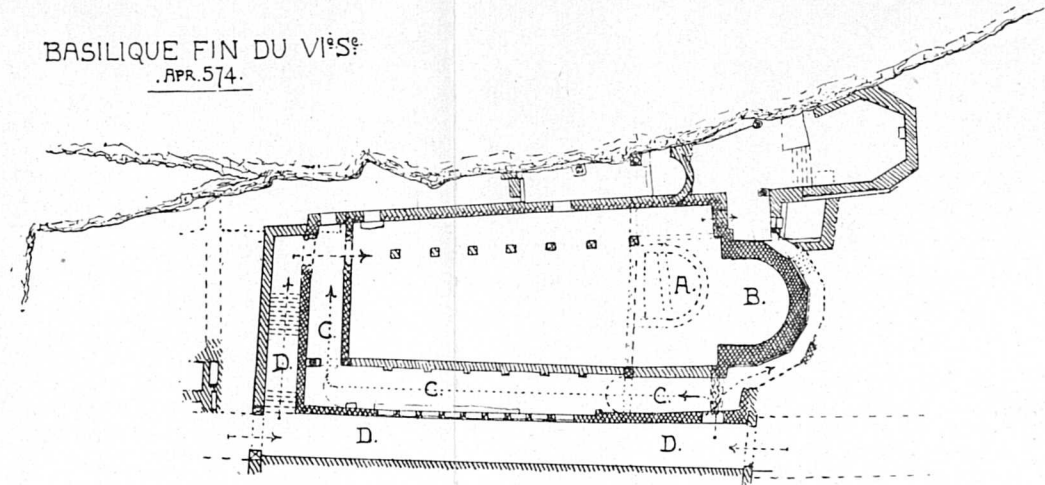 BASILIQUE FIN DU VIᵉ Sᵉ
. APR. 574.
A.
B.
C.
D.
C. C.
D. D.